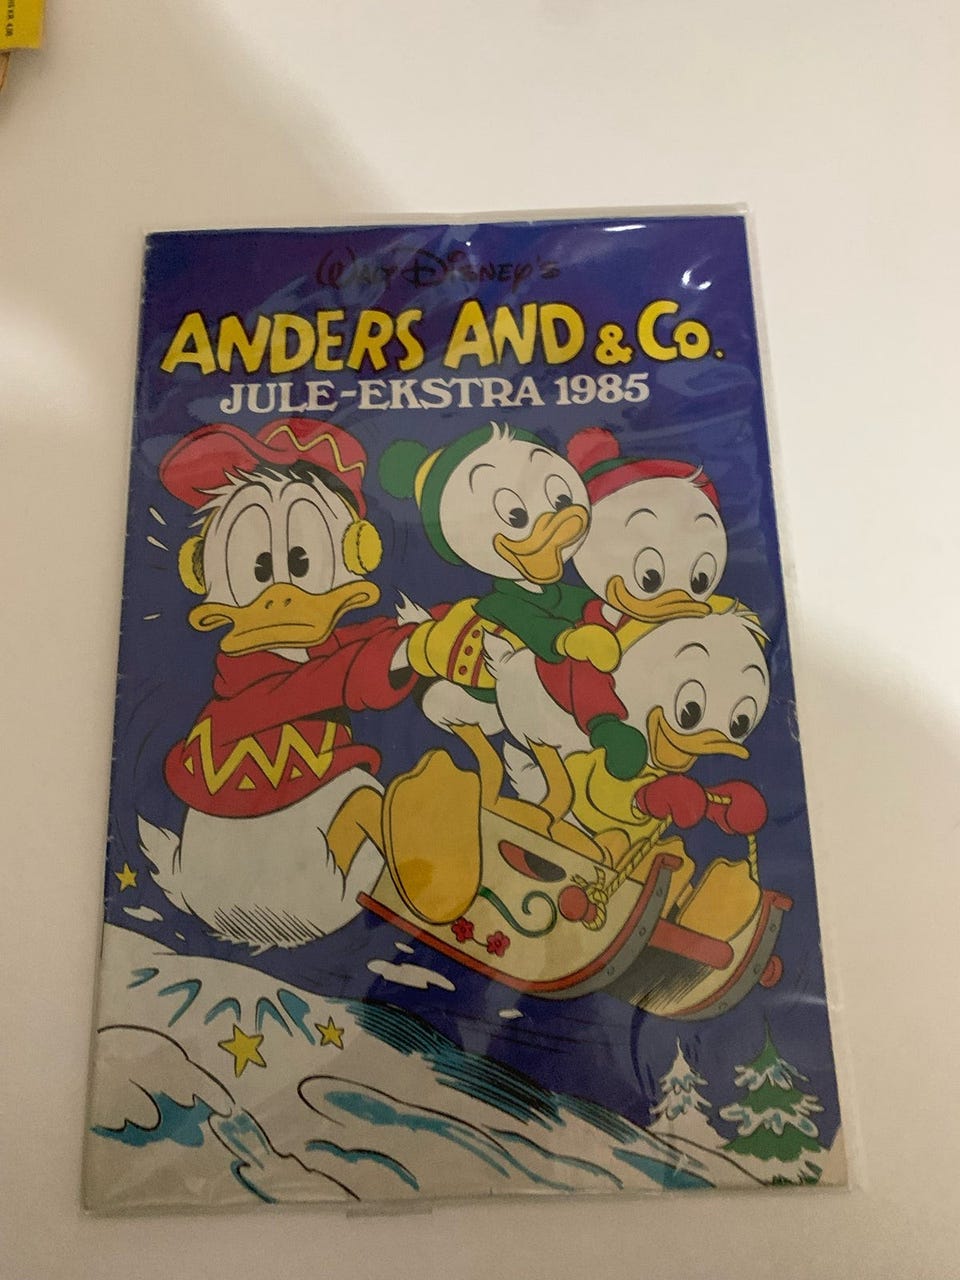 Walt Disney's
ANDERS AND & Co.
JULE-EKSTRA 1985